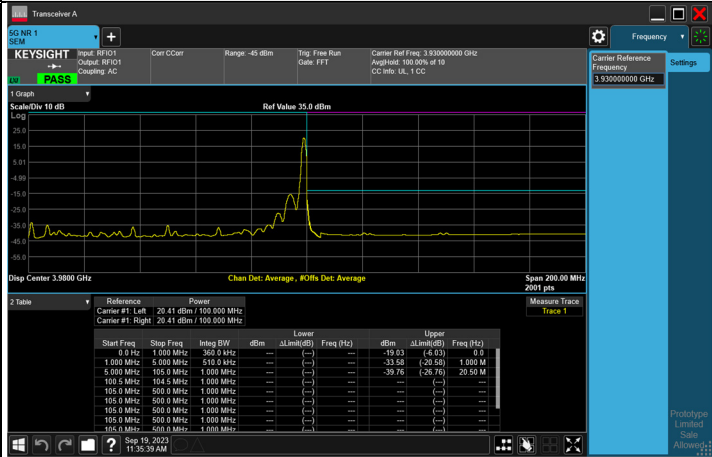 Transceiver A
5G NR 1
SEM
+
Frequency
KEYSIGHT
PASS
Input: RFIO1
Output: RFIO1
Coupling: AC
Corr CCorr
Range: -45 dBm
Trig: Free Run
Gate: FFT
Carrier Ref Freq: 3.930000000 GHz
Avg|Hold: 100.00% of 10
CC Info: UL, 1 CC
Carrier Reference
Frequency
3.930000000 GHz
Settings
1 Graph
Scale/Div 10 dB
Ref Value 35.0 dBm
Log
25.0
15.0
5.01
-4.99
-15.0
-25.0
-35.0
-45.0
-55.0
Disp Center 3.9800 GHz
Chan Det: Average , #Offs Det: Average
Span 200.00 MHz
2001 pts
2 Table
Reference Power
Carrier #1: Left 20.41 dBm / 100.000 MHz
Carrier #1: Right 20.41 dBm / 100.000 MHz
Measure Trace
Trace 1
Lower Upper
Start Freq Stop Freq Integ BW dBm ΔLimit(dB) Freq (Hz) dBm ΔLimit(dB) Freq (Hz)
0.0 Hz 1.000 MHz 360.0 kHz --- (---) --- -19.03 (-6.03) 0.0
1.000 MHz 5.000 MHz 510.0 kHz --- (---) --- -33.58 (-20.58) 1.000 M
5.000 MHz 105.0 MHz 1.000 MHz --- (---) --- -39.76 (-26.76) 20.50 M
100.5 MHz 104.5 MHz 1.000 MHz --- (---) --- --- (---) ---
105.0 MHz 500.0 MHz 1.000 MHz --- (---) --- --- (---) ---
105.0 MHz 500.0 MHz 1.000 MHz --- (---) --- --- (---) ---
105.0 MHz 500.0 MHz 1.000 MHz --- (---) --- --- (---) ---
105.0 MHz 500.0 MHz 1.000 MHz --- (---) --- --- (---) ---
Sep 19, 2023
11:35:39 AM
?
Prototype
Limited
Sale
Allowed